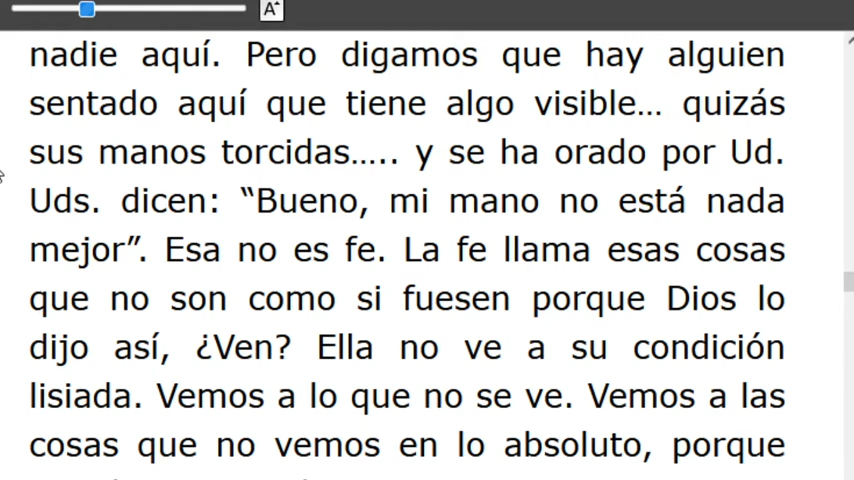 A
nadie aquí. Pero digamos que hay alguien
sentado aquí que tiene algo visible... quizás
sus manos torcidas..... y se ha orado por Ud.
Uds. dicen: “Bueno, mi mano no está nada
mejor”. Esa no es fe. La fe llama esas cosas
que no son como si fuesen porque Dios lo
dijo así, ¿Ven? Ella no ve a su condición
lisiada. Vemos a lo que no se ve. Vemos a las
cosas que no vemos en lo absoluto, porque